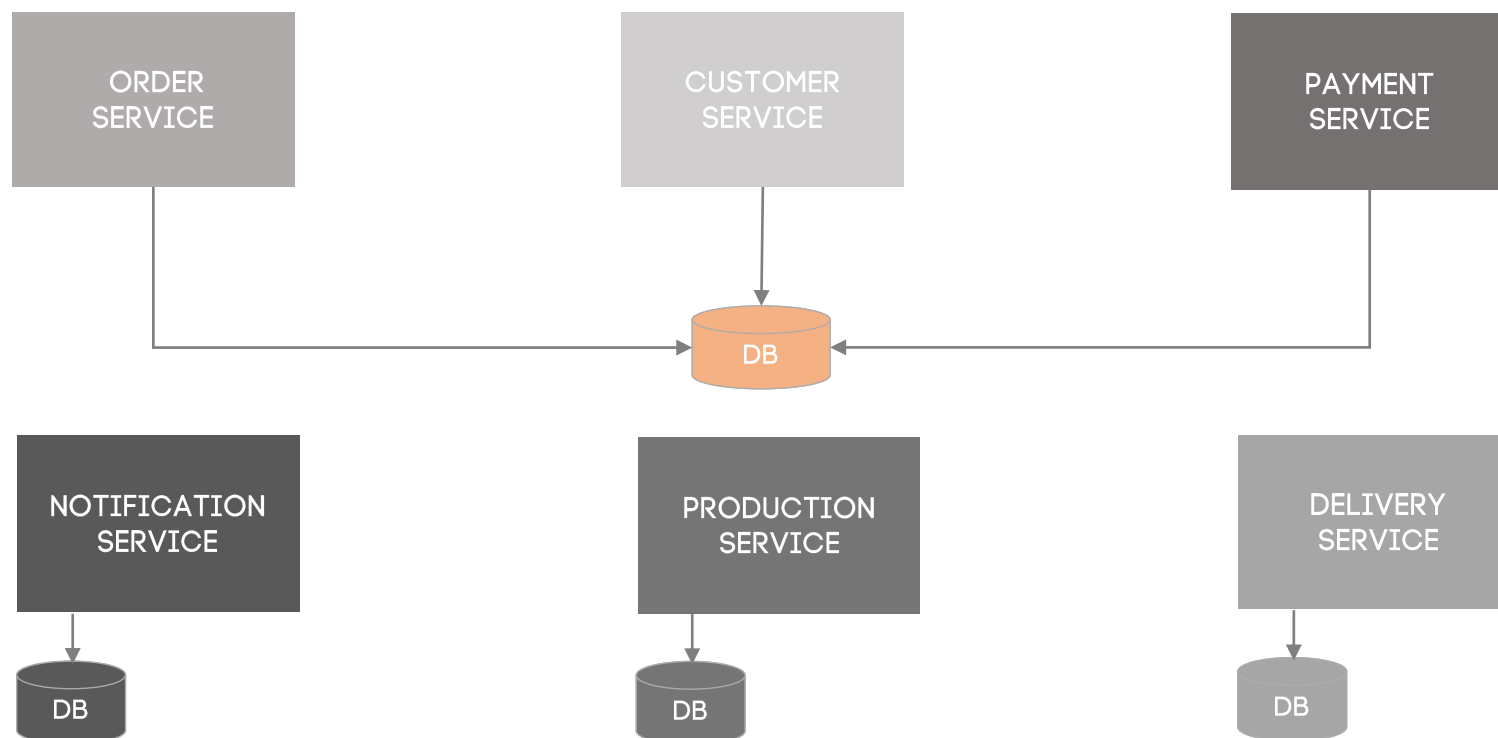 ORDER
SERVICE
CUSTOMER
SERVICE
PAYMENT
SERVICE
DB
NOTIFICATION
SERVICE
PRODUCTION
SERVICE
DELIVERY
SERVICE
DB
DB
DB